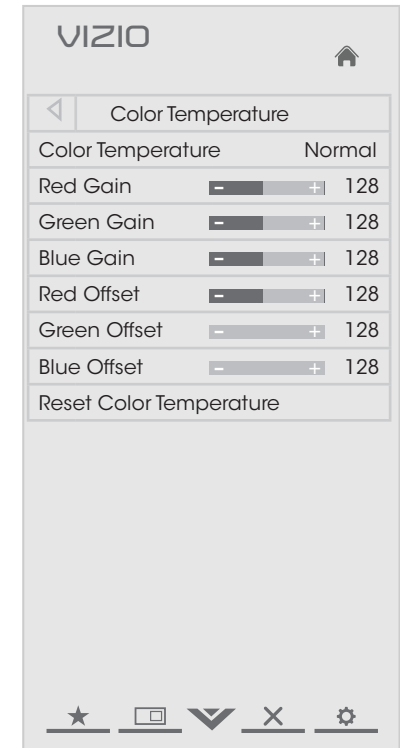 VIZIO
Color Temperature
Color Temperature Normal
Red Gain - + 128
Green Gain - + 128
Blue Gain - + 128
Red Offset - + 128
Green Offset - + 128
Blue Offset - + 128
Reset Color Temperature